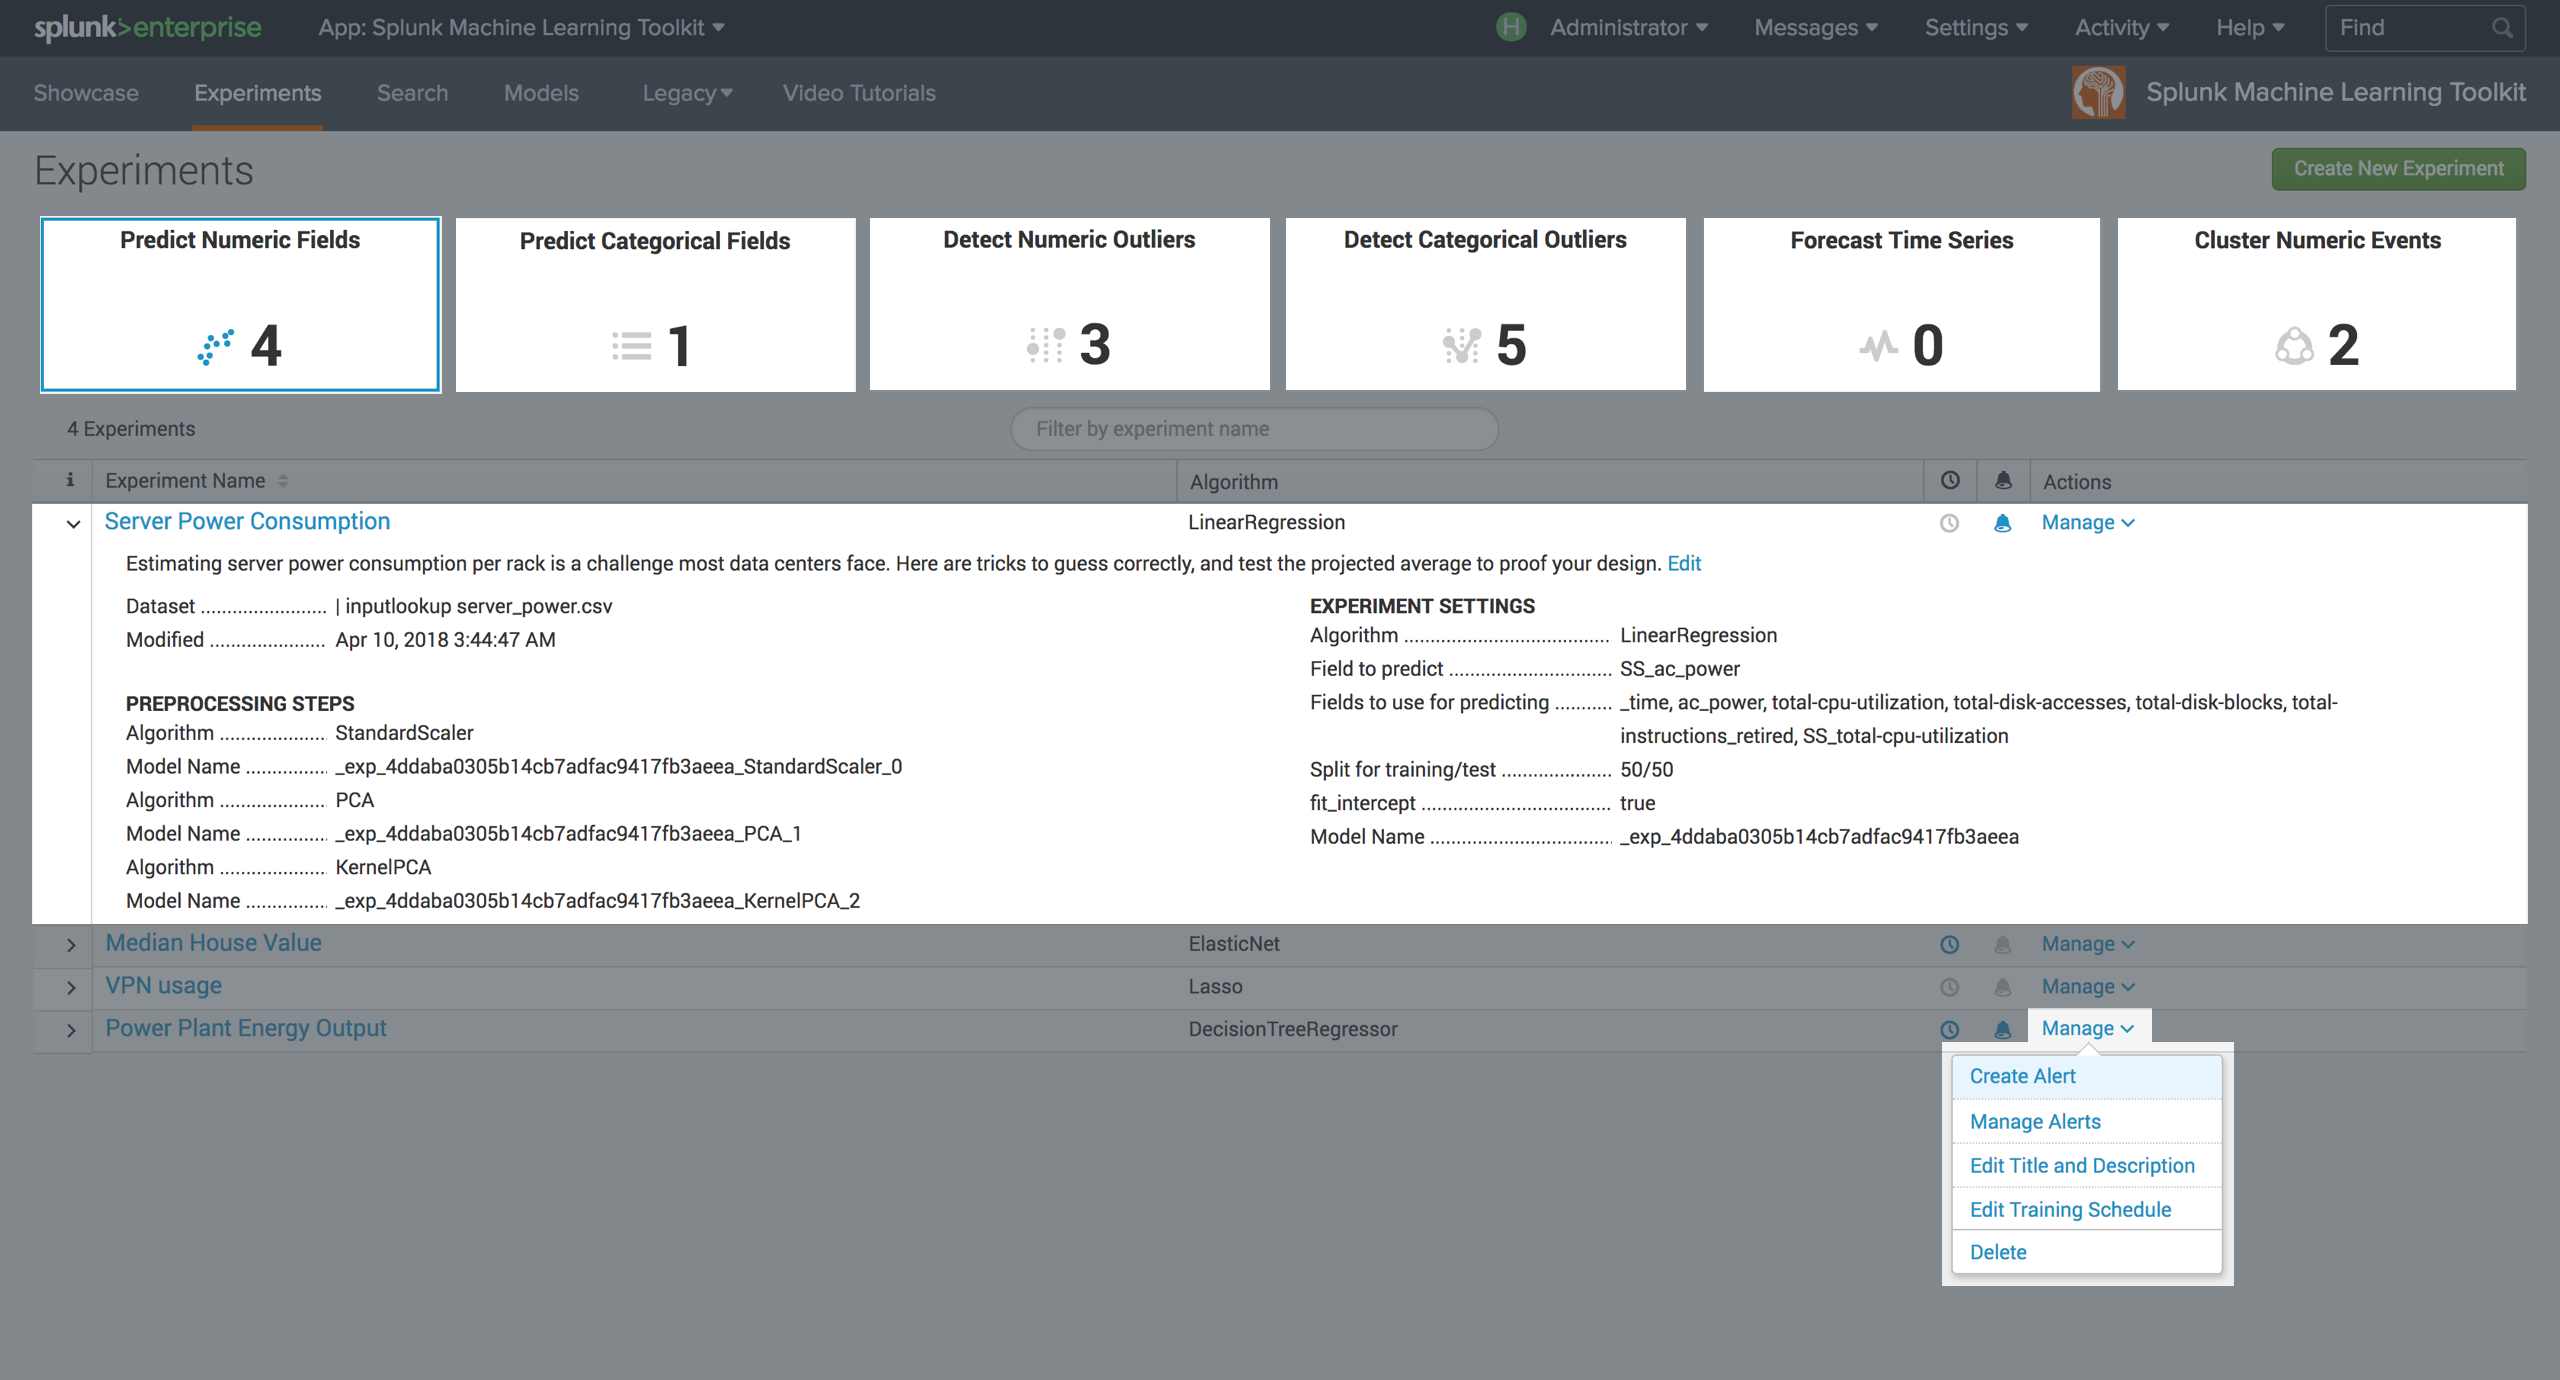 splunk>enterprise App: Splunk Machine Learning Toolkit H Administrator Messages Settings Activity Help Find
Showcase Experiments Search Models Legacy Video Tutorials Splunk Machine Learning Toolkit
Experiments Create New Experiment
Predict Numeric Fields Predict Categorical Fields Detect Numeric Outliers Detect Categorical Outliers Forecast Time Series Cluster Numeric Events
4 1 3 5 0 2
4 Experiments Filter by experiment name
i Experiment Name Algorithm Actions
Server Power Consumption LinearRegression Manage
Estimating server power consumption per rack is a challenge most data centers face. Here are tricks to guess correctly, and test the projected average to proof your design. Edit
Dataset ........................ | inputlookup server_power.csv
Modified ...................... Apr 10, 2018 3:44:47 AM
PREPROCESSING STEPS
Algorithm ..................... StandardScaler
Model Name ................ _exp_4ddaba0305b14cb7adfac9417fb3aeea_StandardScaler_0
Algorithm ..................... PCA
Model Name ................ _exp_4ddaba0305b14cb7adfac9417fb3aeea_PCA_1
Algorithm ..................... KernelPCA
Model Name ................ _exp_4ddaba0305b14cb7adfac9417fb3aeea_KernelPCA_2
EXPERIMENT SETTINGS
Algorithm ....................................... LinearRegression
Field to predict ............................... SS_ac_power
Fields to use for predicting ........... _time, ac_power, total-cpu-utilization, total-disk-accesses, total-disk-blocks, total-
instructions_retired, SS_total-cpu-utilization
Split for training/test ..................... 50/50
fit_intercept .................................... true
Model Name ................................... _exp_4ddaba0305b14cb7adfac9417fb3aeea
Median House Value ElasticNet Manage
VPN usage Lasso Manage
Power Plant Energy Output DecisionTreeRegressor Manage
Create Alert
Manage Alerts
Edit Title and Description
Edit Training Schedule
Delete